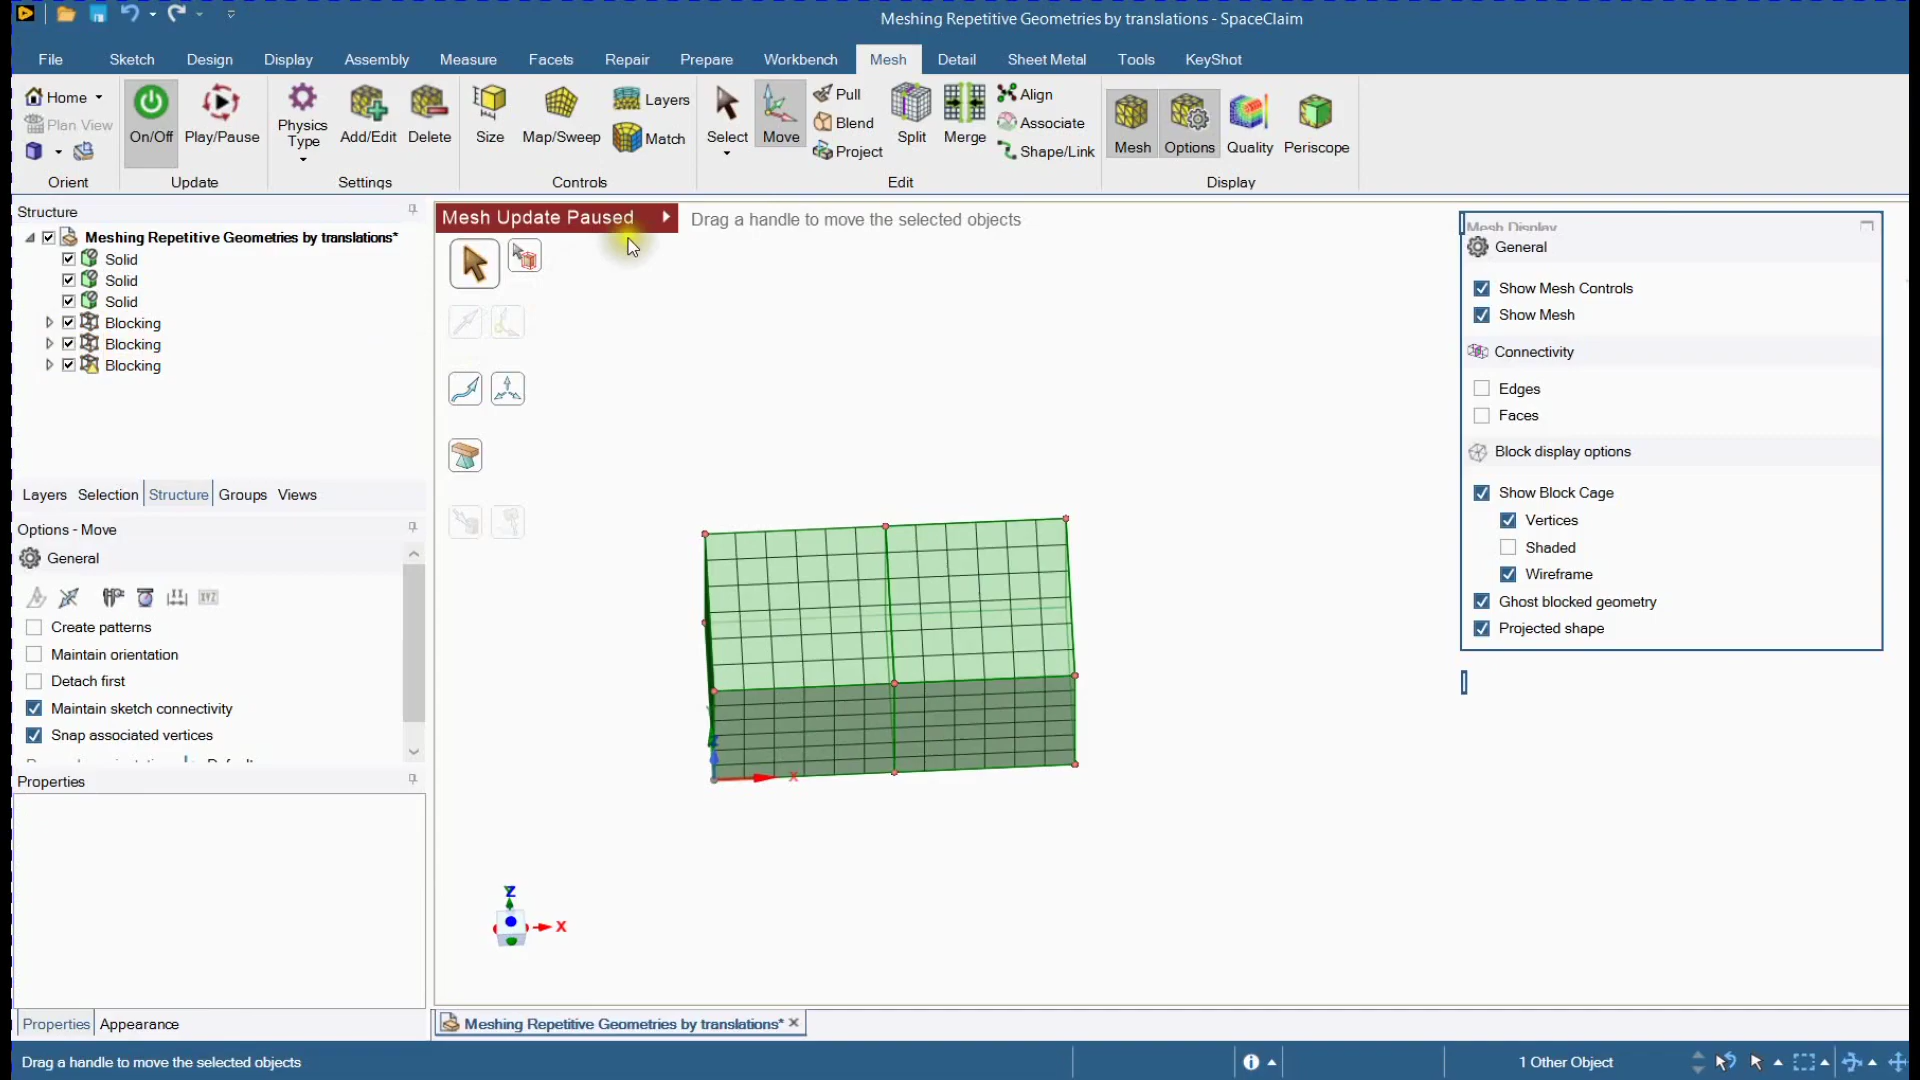 Meshing Repetitive Geometries by translations - SpaceClaim
File Sketch Design Display Assembly Measure Facets Repair Prepare Workbench Mesh Detail Sheet Metal Tools KeyShot
Home
Plan View
Orient
On/Off
Play/Pause
Update
Physics
Type
Add/Edit
Delete
Settings
Size
Map/Sweep
Layers
Match
Controls
Select
Move
Pull
Blend
Project
Split
Merge
Align
Associate
Shape/Link
Edit
Mesh
Options
Quality
Periscope
Display
Structure
Meshing Repetitive Geometries by translations*
Solid
Solid
Solid
Blocking
Blocking
Blocking
Layers Selection Structure Groups Views
Options - Move
General
XYZ
Create patterns
Maintain orientation
Detach first
Maintain sketch connectivity
Snap associated vertices
Properties
Properties Appearance
Mesh Update Paused
Drag a handle to move the selected objects
Mesh Display
General
Show Mesh Controls
Show Mesh
Connectivity
Edges
Faces
Block display options
Show Block Cage
Vertices
Shaded
Wireframe
Ghost blocked geometry
Projected shape
X
Z
X
Meshing Repetitive Geometries by translations*
Drag a handle to move the selected objects
1 Other Object